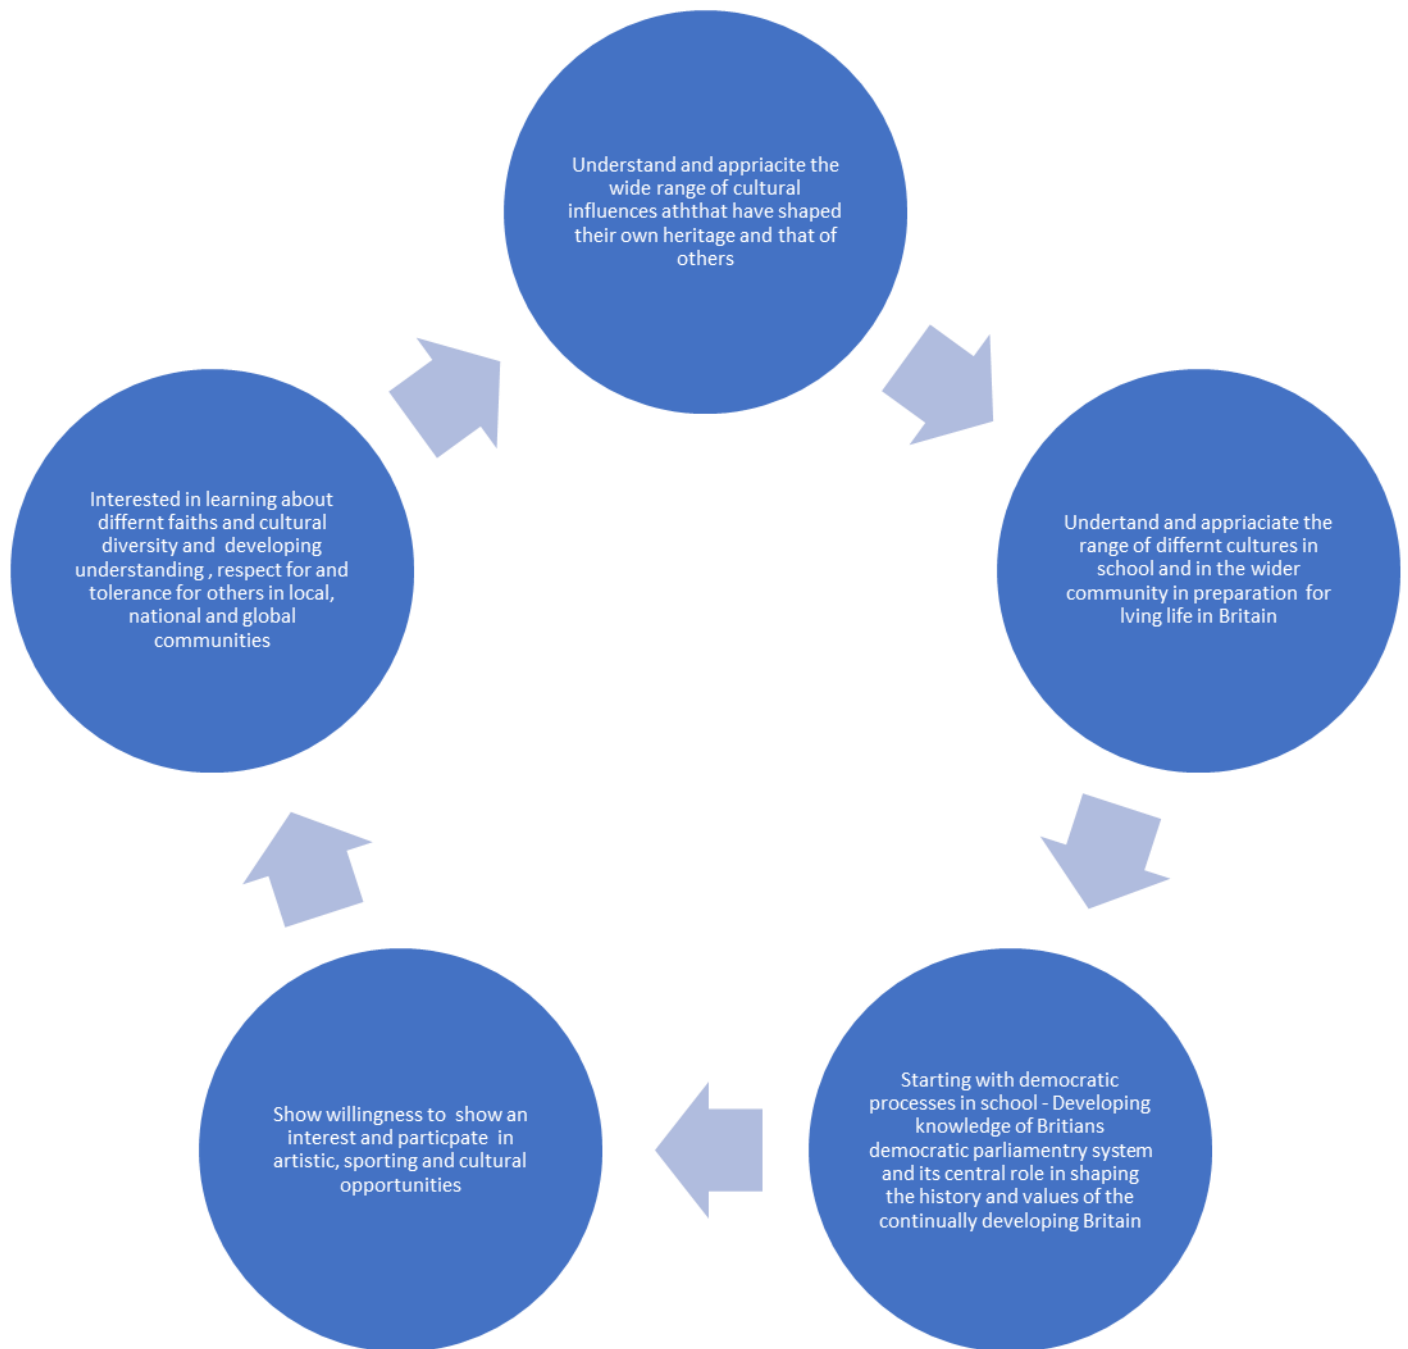 Understand and appriacite the
wide range of cultural
influences aththat have shaped
their own heritage and that of
others
Undertand and appriaciate the
range of differnt cultures in
school and in the wider
community in preparation for
lving life in Britain
Starting with democratic
processes in school - Developing
knowledge of Britians
democratic parliamentry system
and its central role in shaping
the history and values of the
continually developing Britain
Show willingness to show an
interest and particpate in
artistic, sporting and cultural
opportunities
Interested in learning about
differnt faiths and cultural
diversity and developing
understanding , respect for and
tolerance for others in local,
national and global
communities